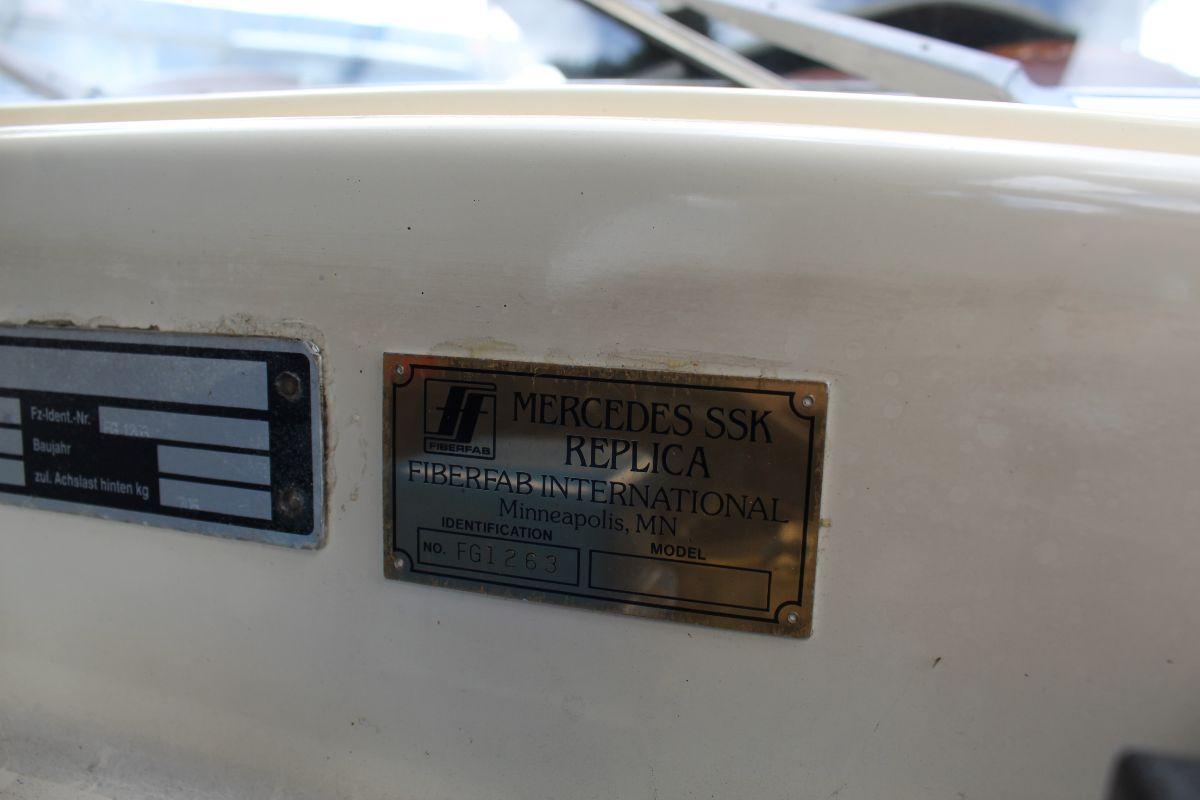 Fz-Ident.-Nr.
Baujahr
zul. Achslast hinten kg
FIBERFAB
MERCEDES SSK
REPLICA
FIBERFAB INTERNATIONAL
Minneapolis, MN
IDENTIFICATION
NO. FG1263
MODEL